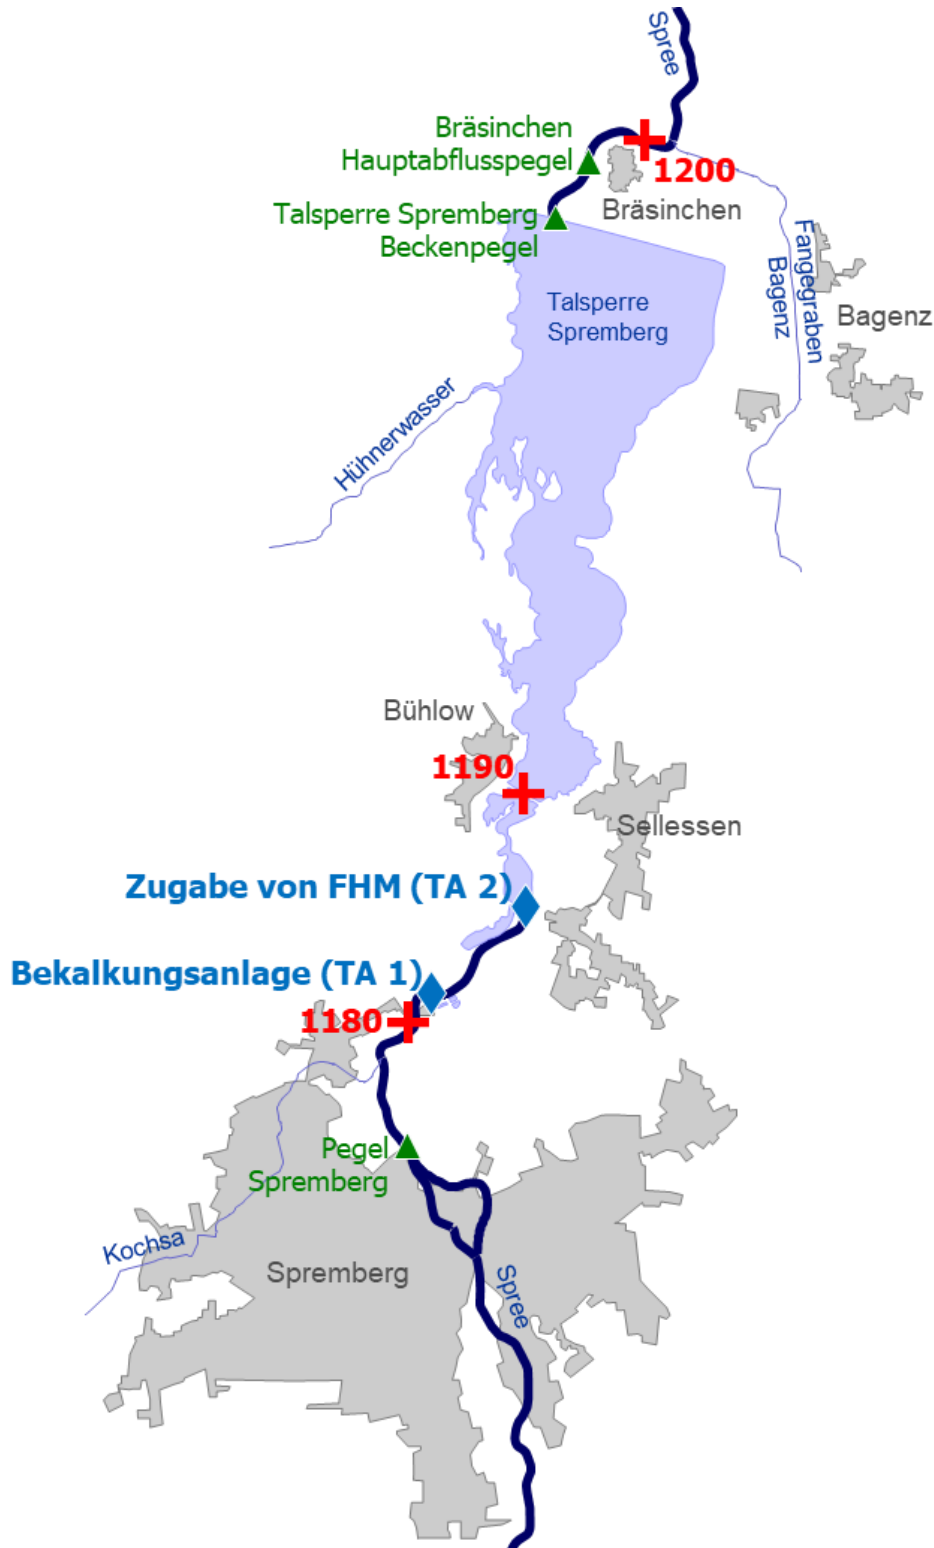 Spree
Bräsinchen
Hauptabflusspegel
1200
Bräsinchen
Talsperre Spremberg
Beckenpegel
Fangegraben
Bagenz
Bagenz
Talsperre
Spremberg
Hühnerwasser
Bühlow
1190
Sellessen
Zugabe von FHM (TA 2)
Bekalkungsanlage (TA 1)
1180
Pegel
Spremberg
Kochsa
Spremberg
Spree